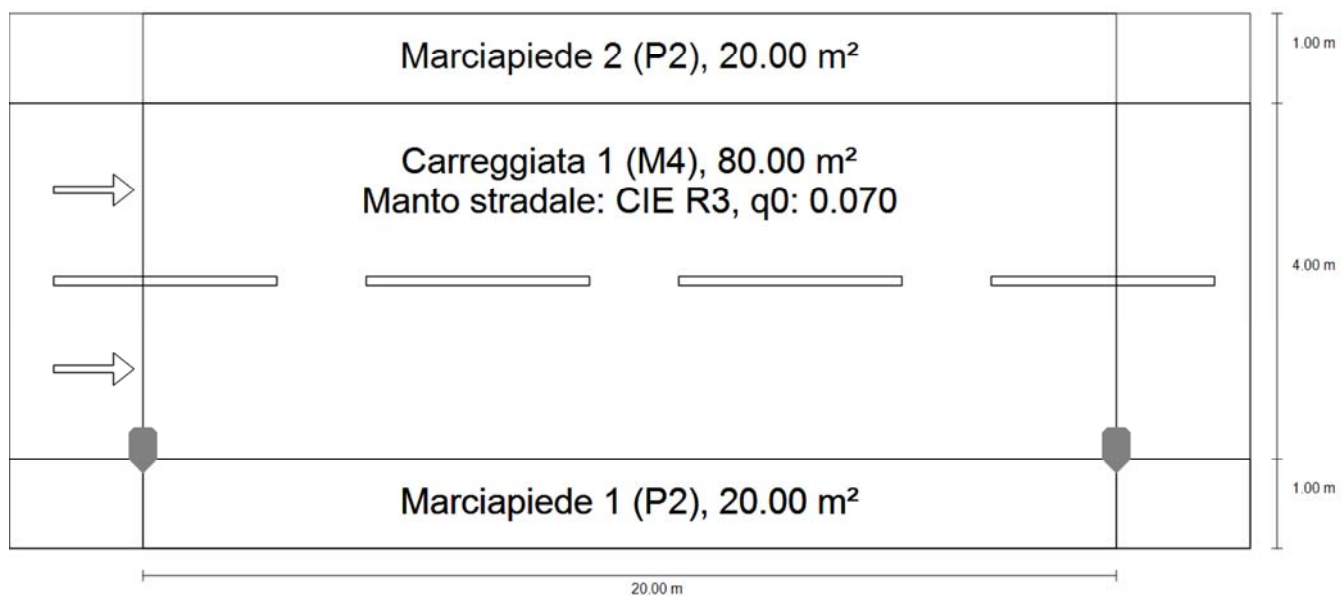 Marciapiede 2 (P2), 20.00 m²
1.00 m
Carreggiata 1 (M4), 80.00 m²
Manto stradale: CIE R3, q0: 0.070
4.00 m
Marciapiede 1 (P2), 20.00 m²
1.00 m
20.00 m